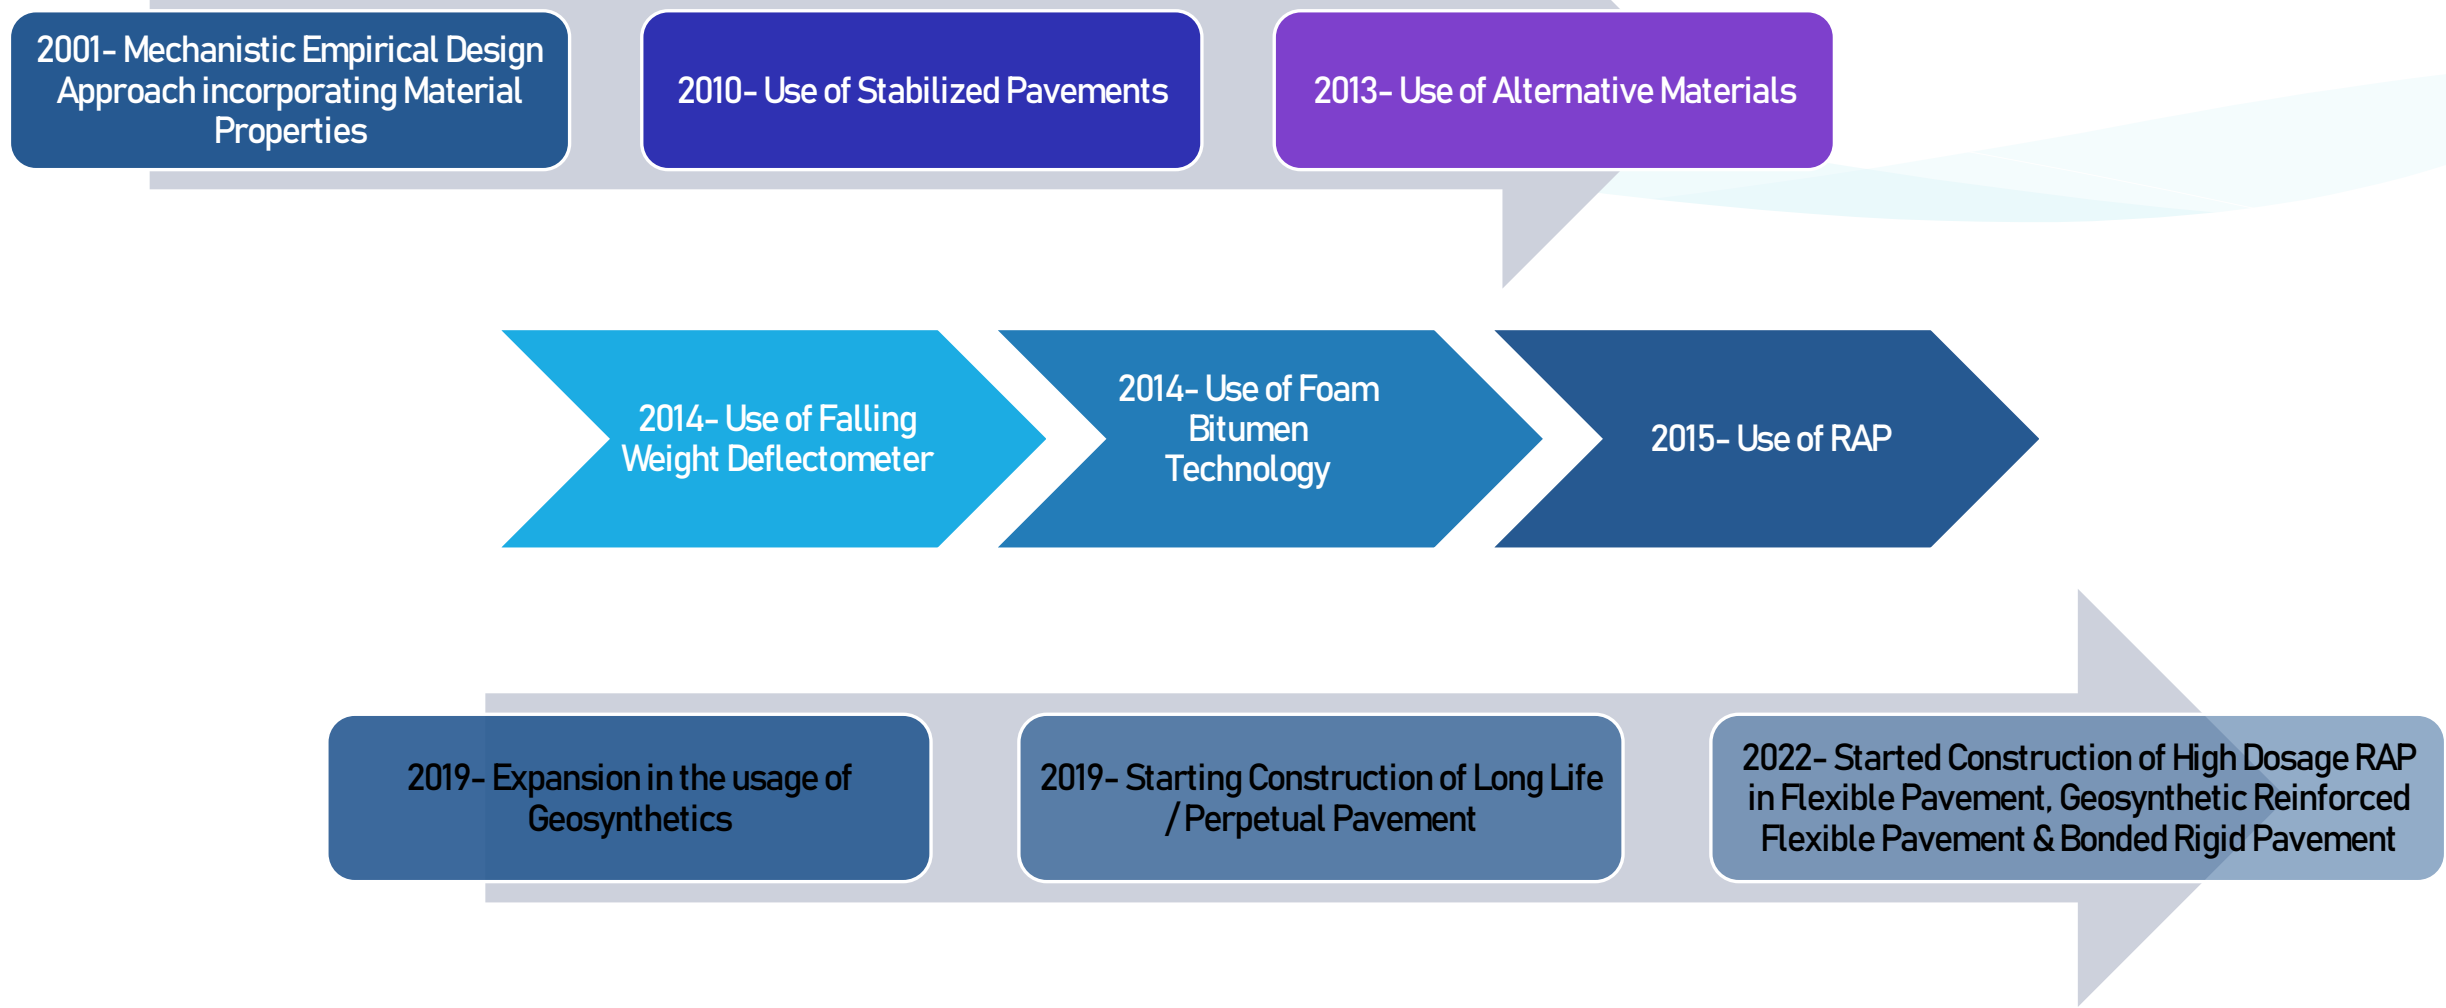 2001- Mechanistic Empirical Design
Approach incorporating Material
Properties
2010- Use of Stabilized Pavements
2013- Use of Alternative Materials
2014- Use of Falling
Weight Deflectometer
2014- Use of Foam
Bitumen
Technology
2015- Use of RAP
2019- Expansion in the usage of
Geosynthetics
2019- Starting Construction of Long Life
/ Perpetual Pavement
2022- Started Construction of High Dosage RAP
in Flexible Pavement, Geosynthetic Reinforced
Flexible Pavement & Bonded Rigid Pavement